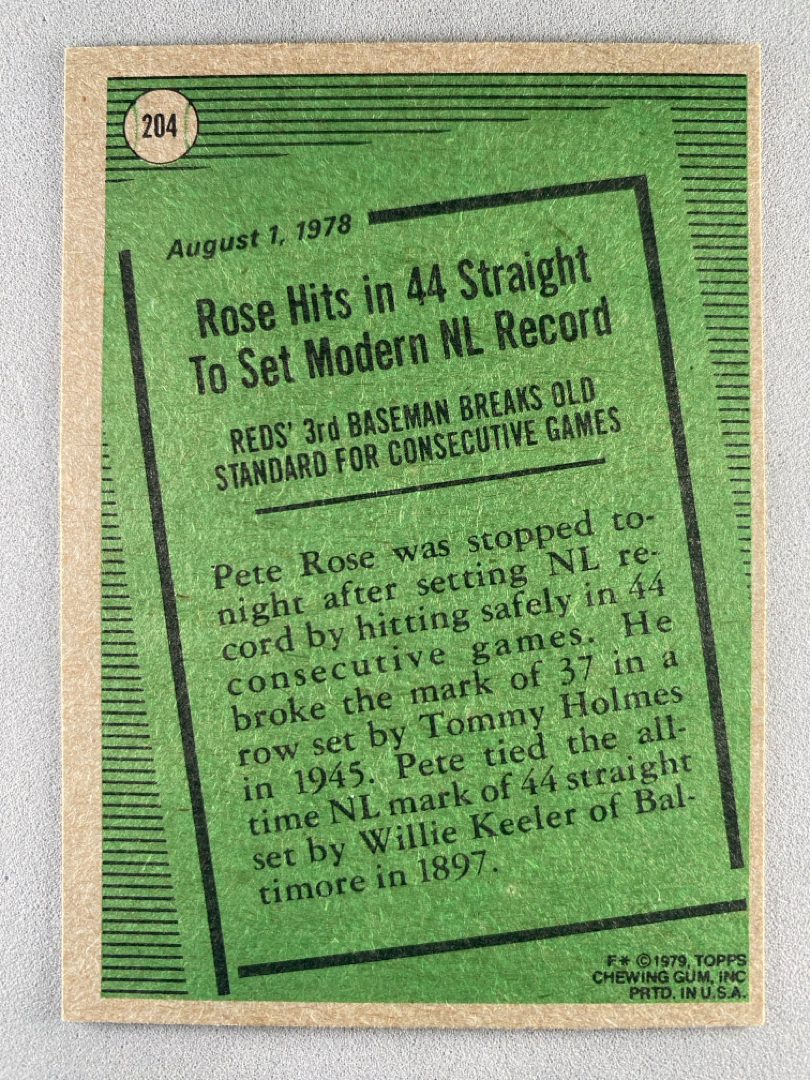 204
August 1, 1978
Rose Hits in 44 Straight
To Set Modern NL Record
REDS' 3rd BASEMAN BREAKS OLD
STANDARD FOR CONSECUTIVE GAMES
Pete Rose was stopped to-
night after setting NL re-
cord by hitting safely in 44
consecutive games. He
broke the mark of 37 in a
row set by Tommy Holmes
in 1945. Pete tied the all-
time NL mark of 44 straight
set by Willie Keeler of Bal-
timore in 1897.
F* ©1979, TOPPS
CHEWING GUM, INC
PRTD. IN U.S.A.